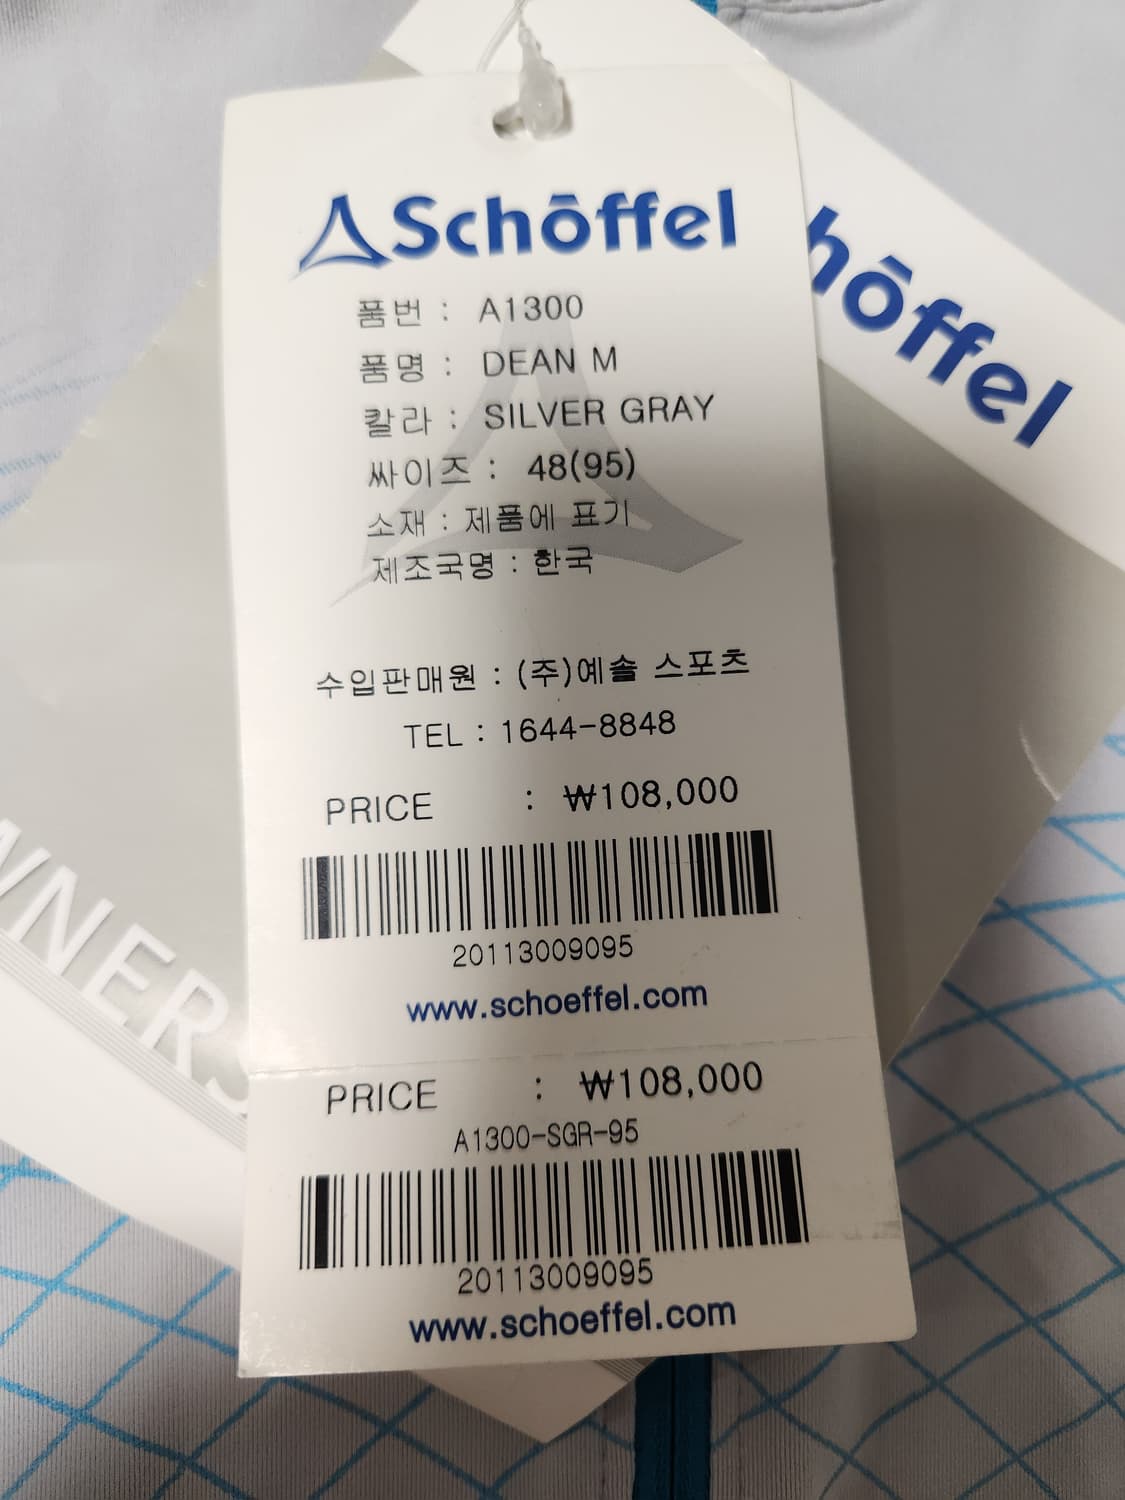 Schöffel
höffel
품번 : A1300
품명 : DEAN M
칼라 : SILVER GRAY
싸이즈 : 48(95)
소재 : 제품에 표기
제조국명 : 한국
수입판매원 : (주)예솔 스포츠
TEL : 1644-8848
PRICE : ₩108,000
20113009095
www.schoeffel.com
PRICE : ₩108,000
A1300-SGR-95
20113009095
www.schoeffel.com
WNERS